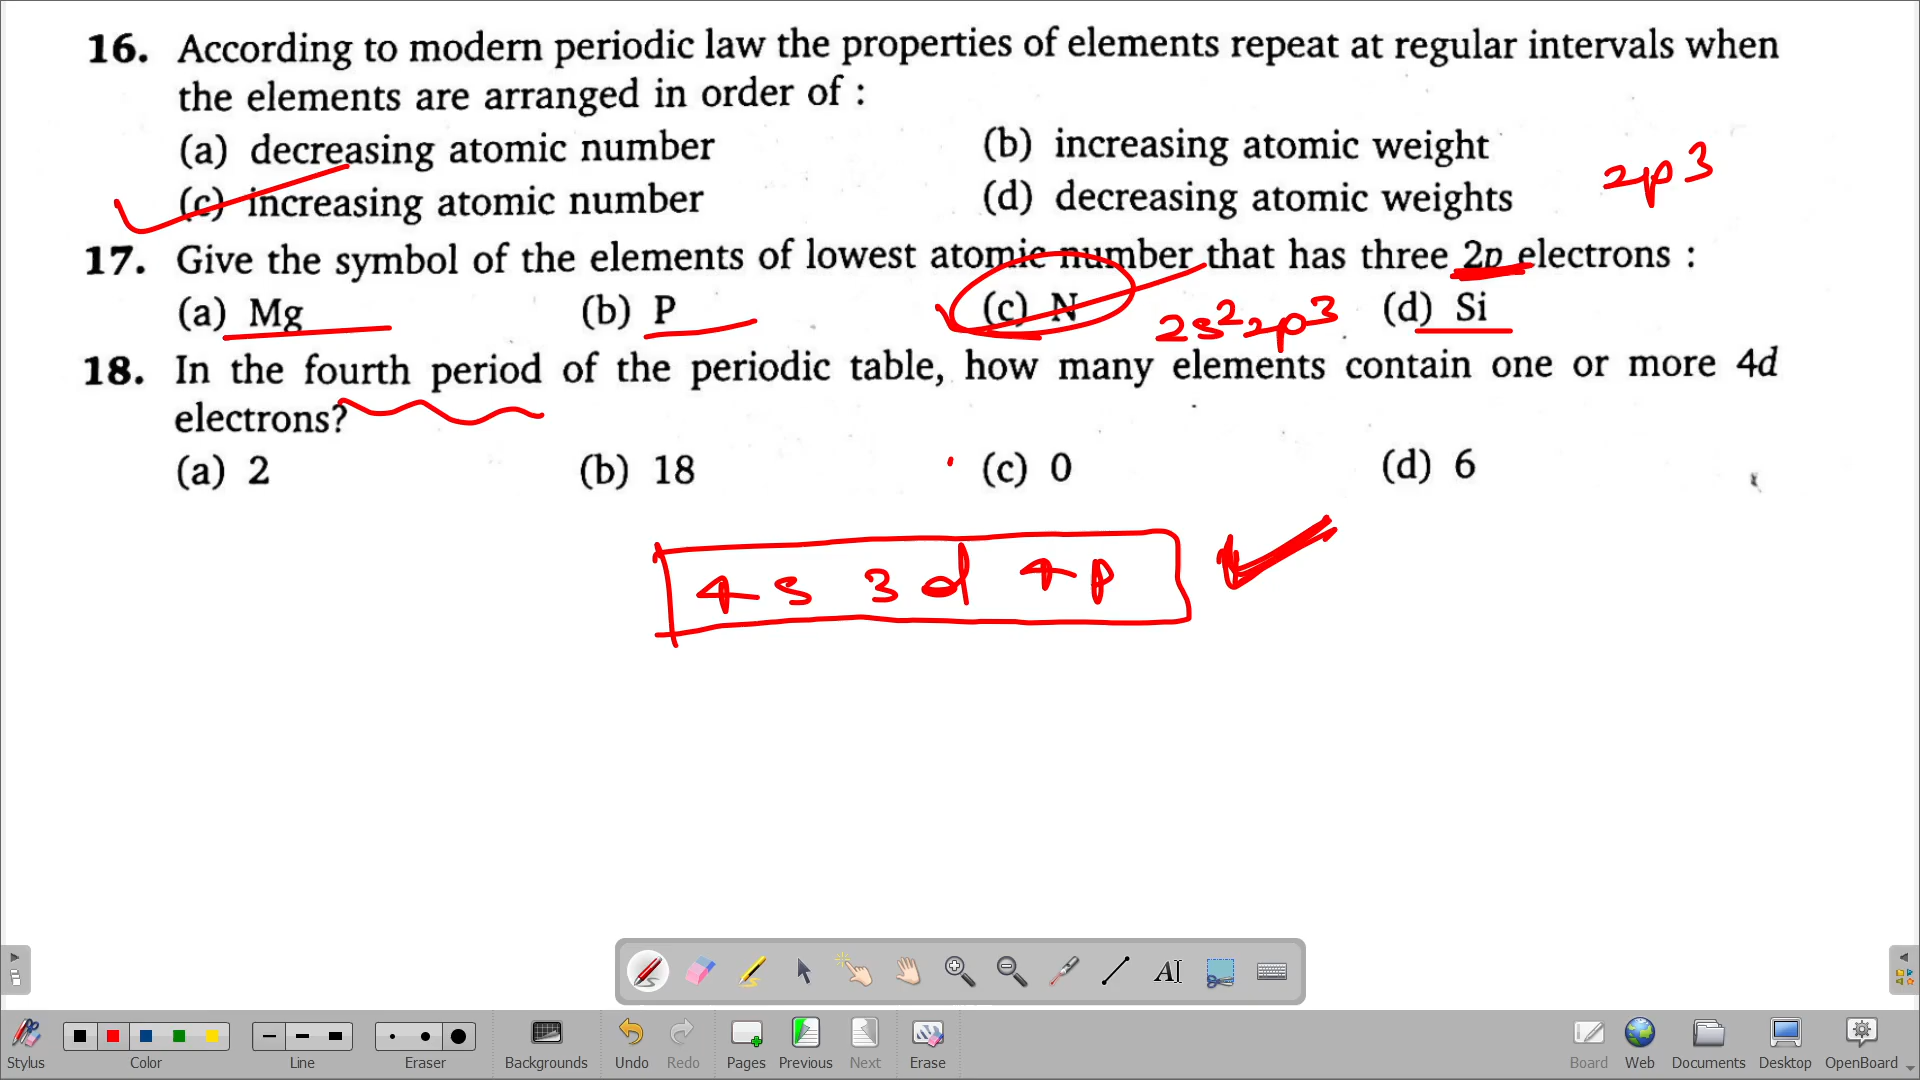 16. According to modern periodic law the properties of elements repeat at regular intervals when
the elements are arranged in order of :
(a) decreasing atomic number (b) increasing atomic weight
(c) increasing atomic number (d) decreasing atomic weights
2p3
17. Give the symbol of the elements of lowest atomic number that has three 2p electrons :
(a) Mg (b) P (c) N 2s2 2p3 (d) Si
18. In the fourth period of the periodic table, how many elements contain one or more 4d
electrons?
(a) 2 (b) 18 (c) 0 (d) 6
4s 3d 4p
AI
Stylus Color Line Eraser Backgrounds Undo Redo Pages Previous Next Erase Board Web Documents Desktop OpenBoard